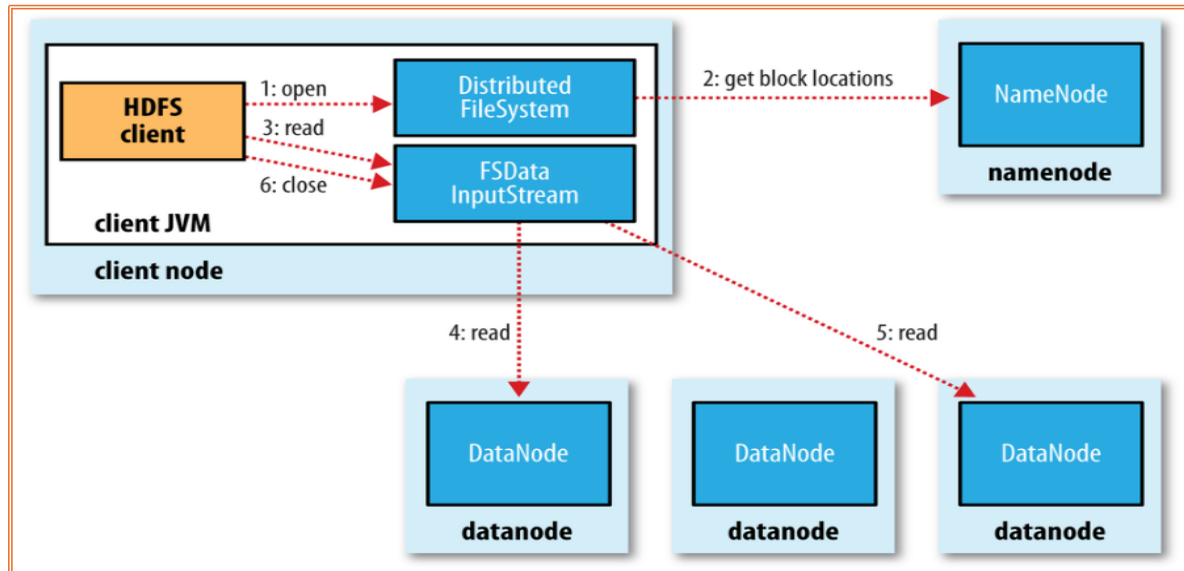 HDFS
client
1: open
3: read
6: close
Distributed
FileSystem
FSData
InputStream
client JVM
client node
2: get block locations
NameNode
namenode
4: read
5: read
DataNode
datanode
DataNode
datanode
DataNode
datanode